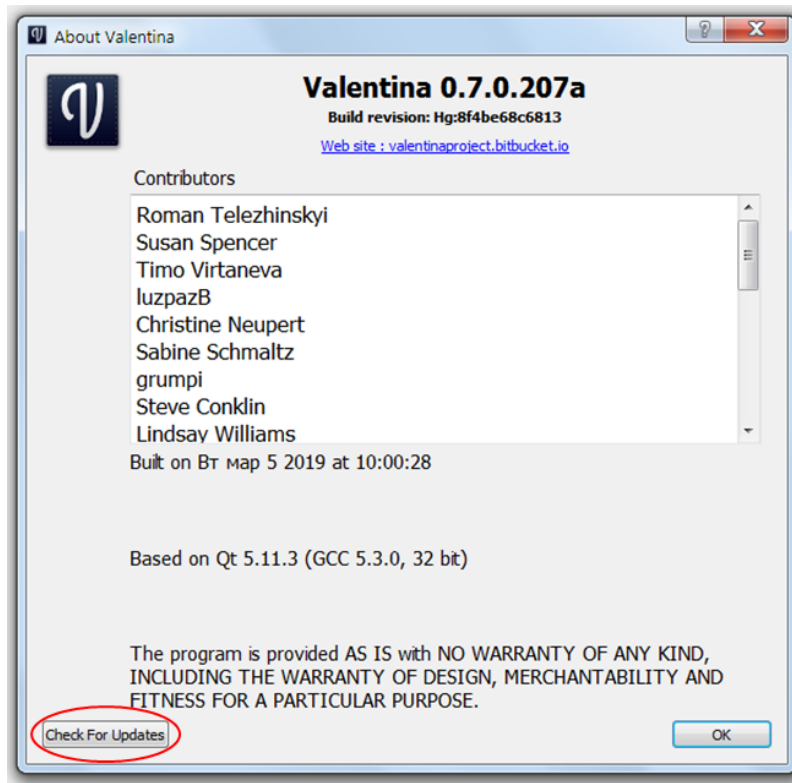 About Valentina
Valentina 0.7.0.207a
Build revision: Hg:8f4be68c6813
Web site : valentinaproject.bitbucket.io
Contributors
Roman Telezhinskyi
Susan Spencer
Timo Virtaneva
luzpazB
Christine Neupert
Sabine Schmaltz
grumpi
Steve Conklin
Lindsay Williams
Built on Вт мар 5 2019 at 10:00:28
Based on Qt 5.11.3 (GCC 5.3.0, 32 bit)
The program is provided AS IS with NO WARRANTY OF ANY KIND,
INCLUDING THE WARRANTY OF DESIGN, MERCHANTABILITY AND
FITNESS FOR A PARTICULAR PURPOSE.
Check For Updates
OK